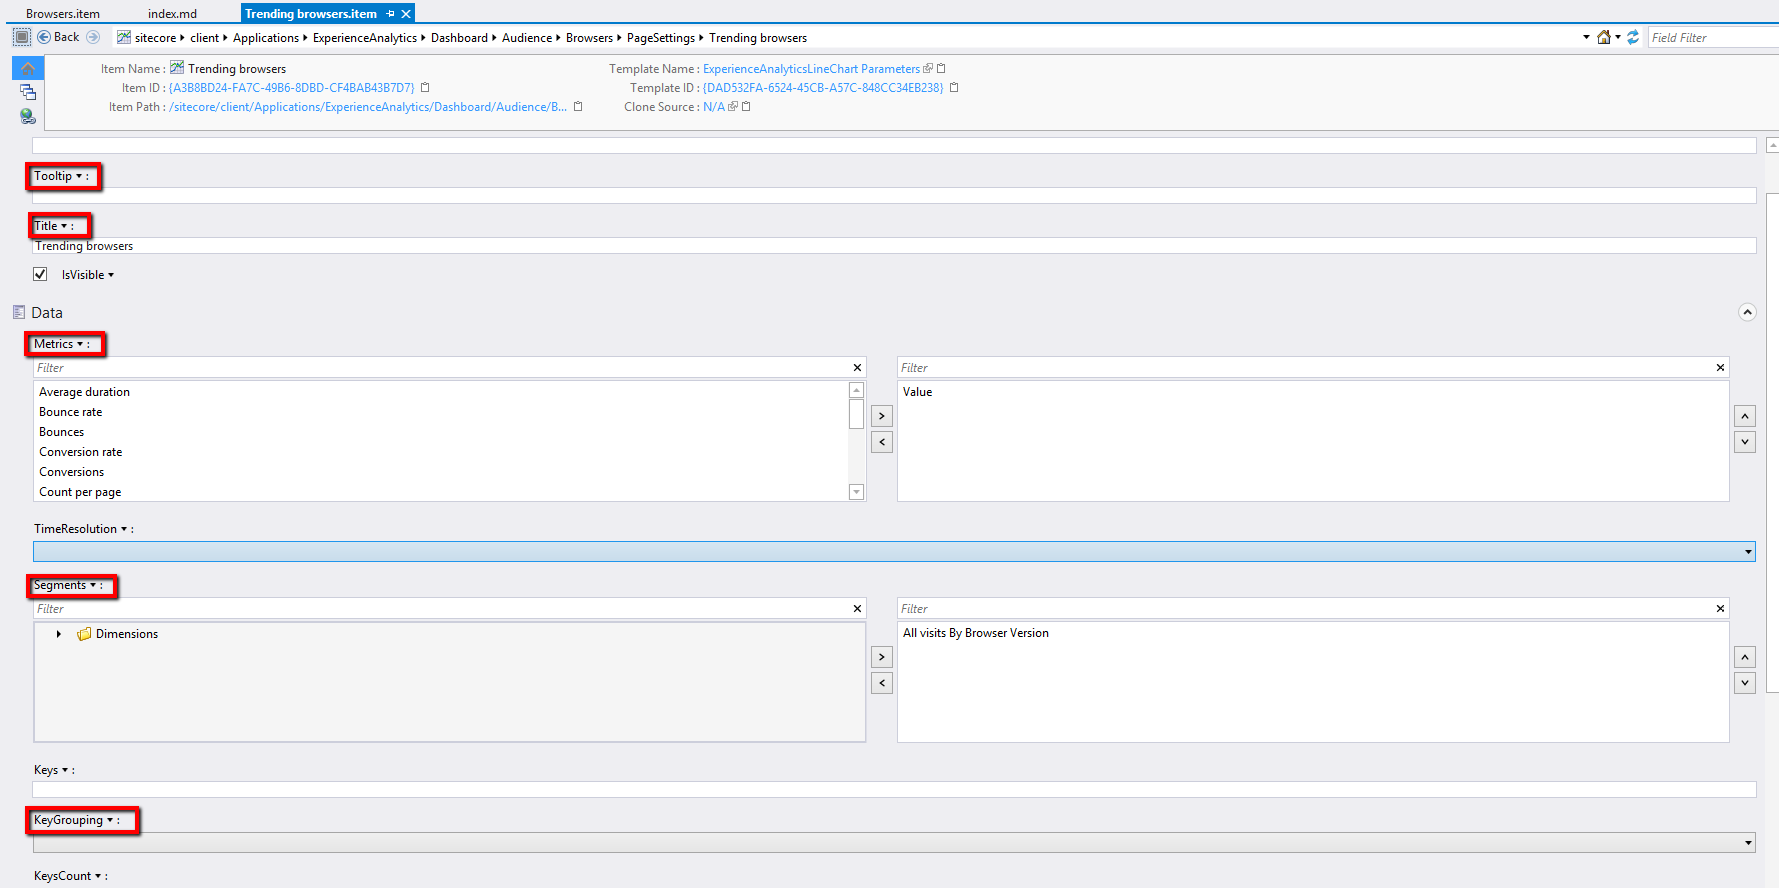 Browsers.item index.md Trending browsers.item
Back sitecore client Applications ExperienceAnalytics Dashboard Audience Browsers PageSettings Trending browsers Field Filter
Item Name : Trending browsers Template Name : ExperienceAnalyticsLineChart Parameters
Item ID : {A3B8BD24-FA7C-49B6-8DBD-CF4BAB43B7D7} Template ID : {DAD532FA-6524-45CB-A57C-848CC34EB238}
Item Path : /sitecore/client/Applications/ExperienceAnalytics/Dashboard/Audience/B... Clone Source : N/A
Tooltip :
Title :
Trending browsers
IsVisible
Data
Metrics :
Filter Filter
Average duration Value
Bounce rate
Bounces
Conversion rate
Conversions
Count per page
TimeResolution :
Segments :
Filter Filter
Dimensions All visits By Browser Version
Keys :
KeyGrouping :
KeysCount :